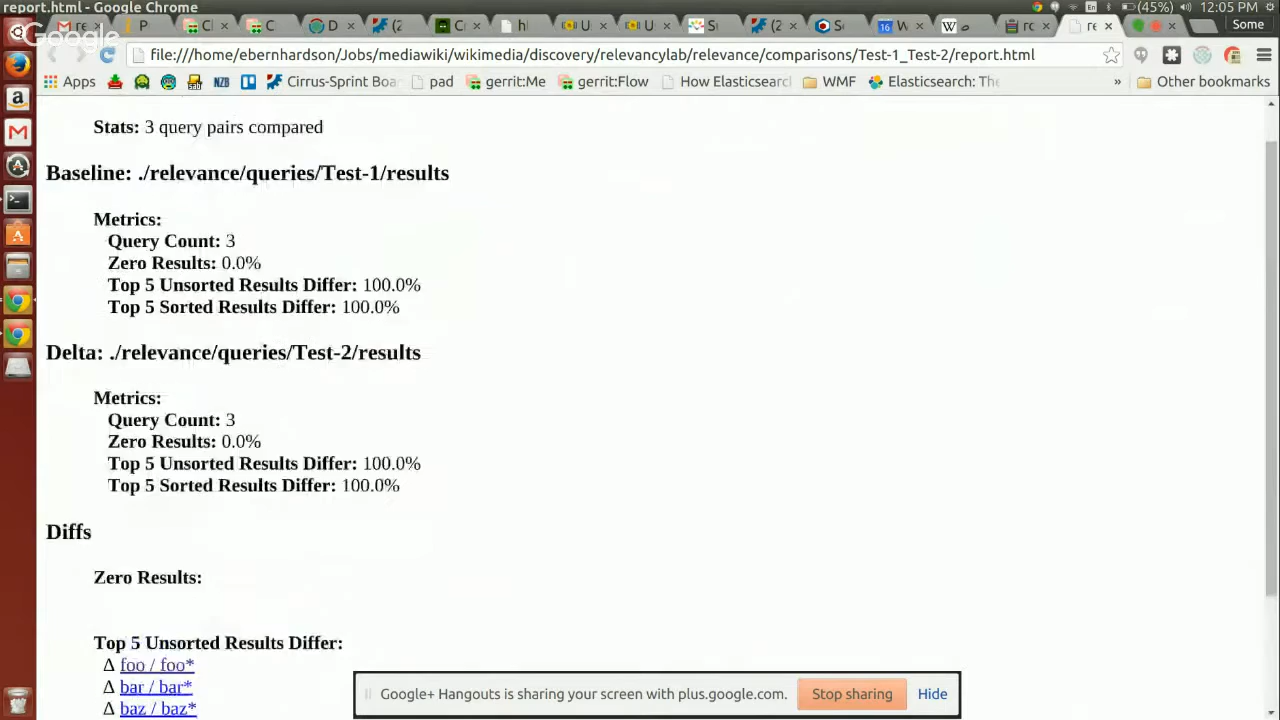 report.html - Google Chrome
(45%) 12:05 PM
Google
Some
file:///home/ebernhardson/Jobs/mediawiki/wikimedia/discovery/relevancylab/relevance/comparisons/Test-1_Test-2/report.html
Apps
NZB
Cirrus-Sprint Boa
pad
gerrit:Me
gerrit:Flow
How Elasticsearc
WMF
Elasticsearch: The
»
Other bookmarks
Stats: 3 query pairs compared
Baseline: ./relevance/queries/Test-1/results
Metrics:
Query Count: 3
Zero Results: 0.0%
Top 5 Unsorted Results Differ: 100.0%
Top 5 Sorted Results Differ: 100.0%
Delta: ./relevance/queries/Test-2/results
Metrics:
Query Count: 3
Zero Results: 0.0%
Top 5 Unsorted Results Differ: 100.0%
Top 5 Sorted Results Differ: 100.0%
Diffs
Zero Results:
Top 5 Unsorted Results Differ:
Δ foo / foo*
Δ bar / bar*
Δ baz / baz*
Google+ Hangouts is sharing your screen with plus.google.com.
Stop sharing
Hide